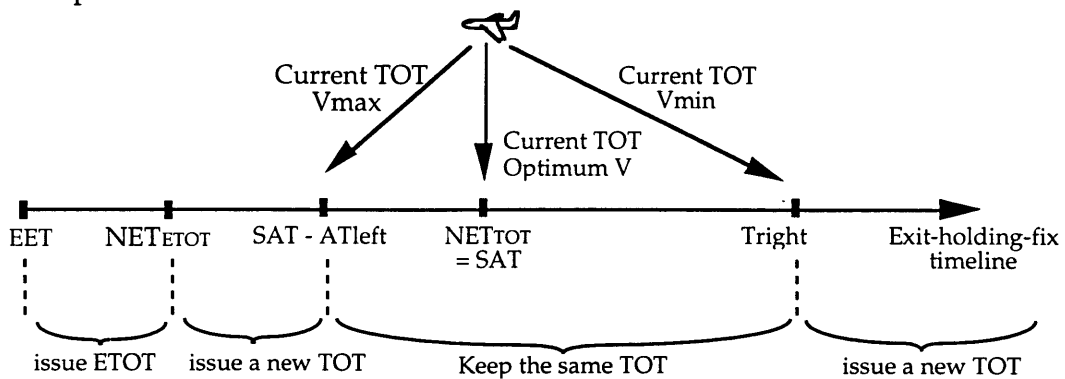 Current TOT
Vmax
Current TOT
Vmin
Current TOT
Optimum V
EET
NETETOT
SAT - ATleft
NETTOT
= SAT
Tright
Exit-holding-fix
timeline
issue ETOT
issue a new TOT
Keep the same TOT
issue a new TOT